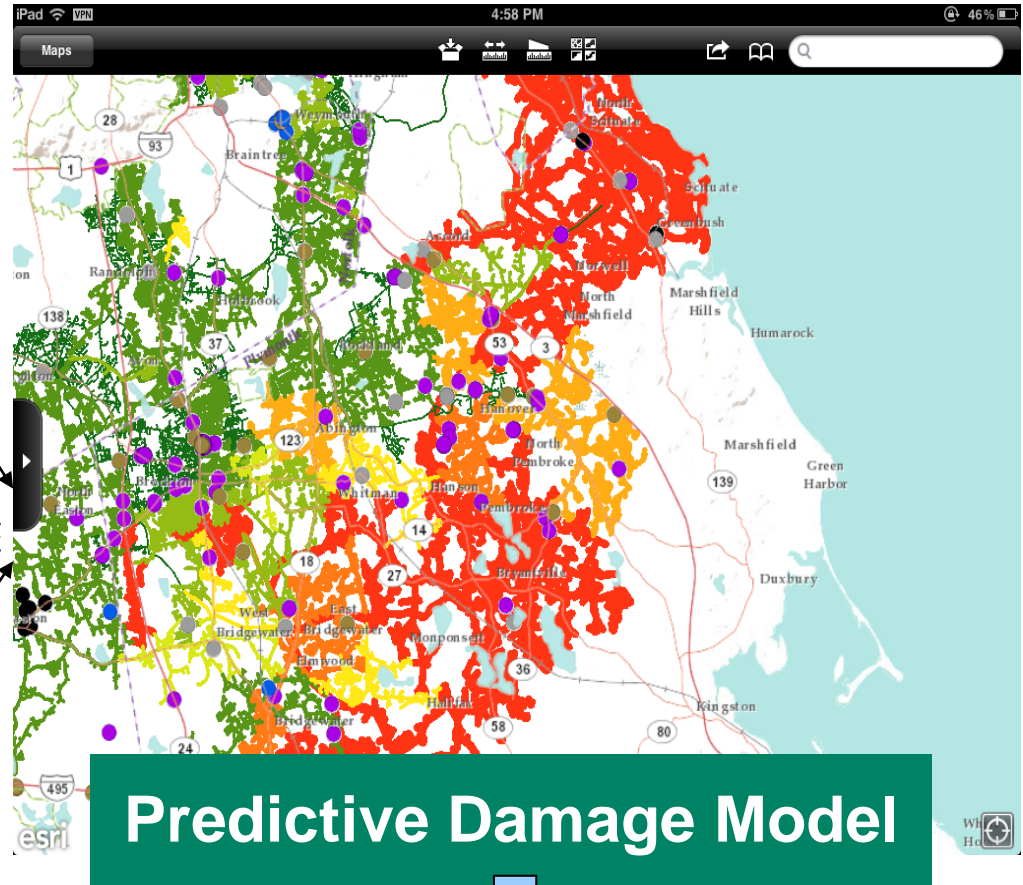 iPad VPN 4:58 PM 46%
Maps
28
93
1
Weymouth
Braintree
North
Scituate
Scituate
Greenbush
Accord
Norwell
Randolph
Holbrook
138
37
Plymouth
Rockland
Avon
53
3
North
Marshfield
Marshfield
Hills
Humarock
Hanover
Abington
123
North
Pembroke
Marshfield
Green
Harbor
139
Brockton
North
Easton
Whitman
Hanson
Pembroke
14
18
27
Bryantville
Duxbury
West
Bridgewater
East
Bridgewater
Elmwood
Monponsett
36
Halifax
Kingston
Bridgewater
58
80
24
495
esri
Predictive Damage Model